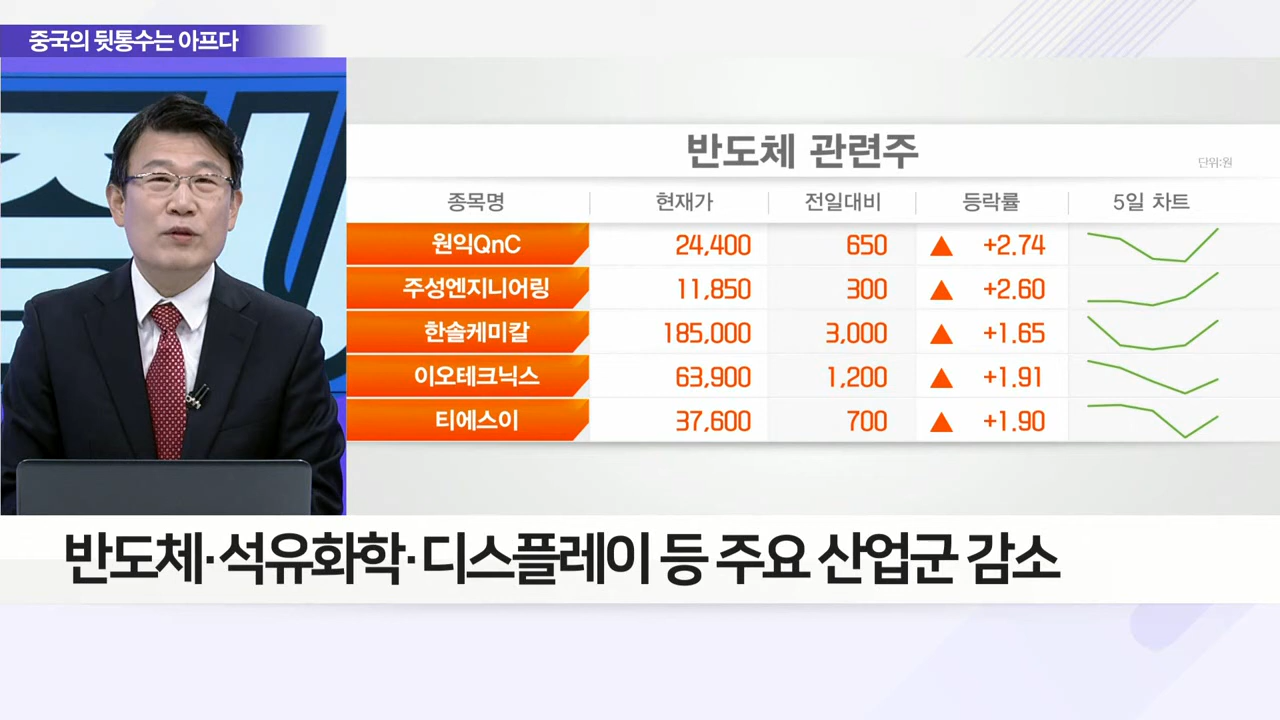 중국의 뒷통수는 아프다
반도체 관련주
단위:원
종목명 현재가 전일대비 등락률 5일 차트
원익QnC 24,400 650 ▲ +2.74
주성엔지니어링 11,850 300 ▲ +2.60
한솔케미칼 185,000 3,000 ▲ +1.65
이오테크닉스 63,900 1,200 ▲ +1.91
티에스이 37,600 700 ▲ +1.90
반도체·석유화학·디스플레이 등 주요 산업군 감소